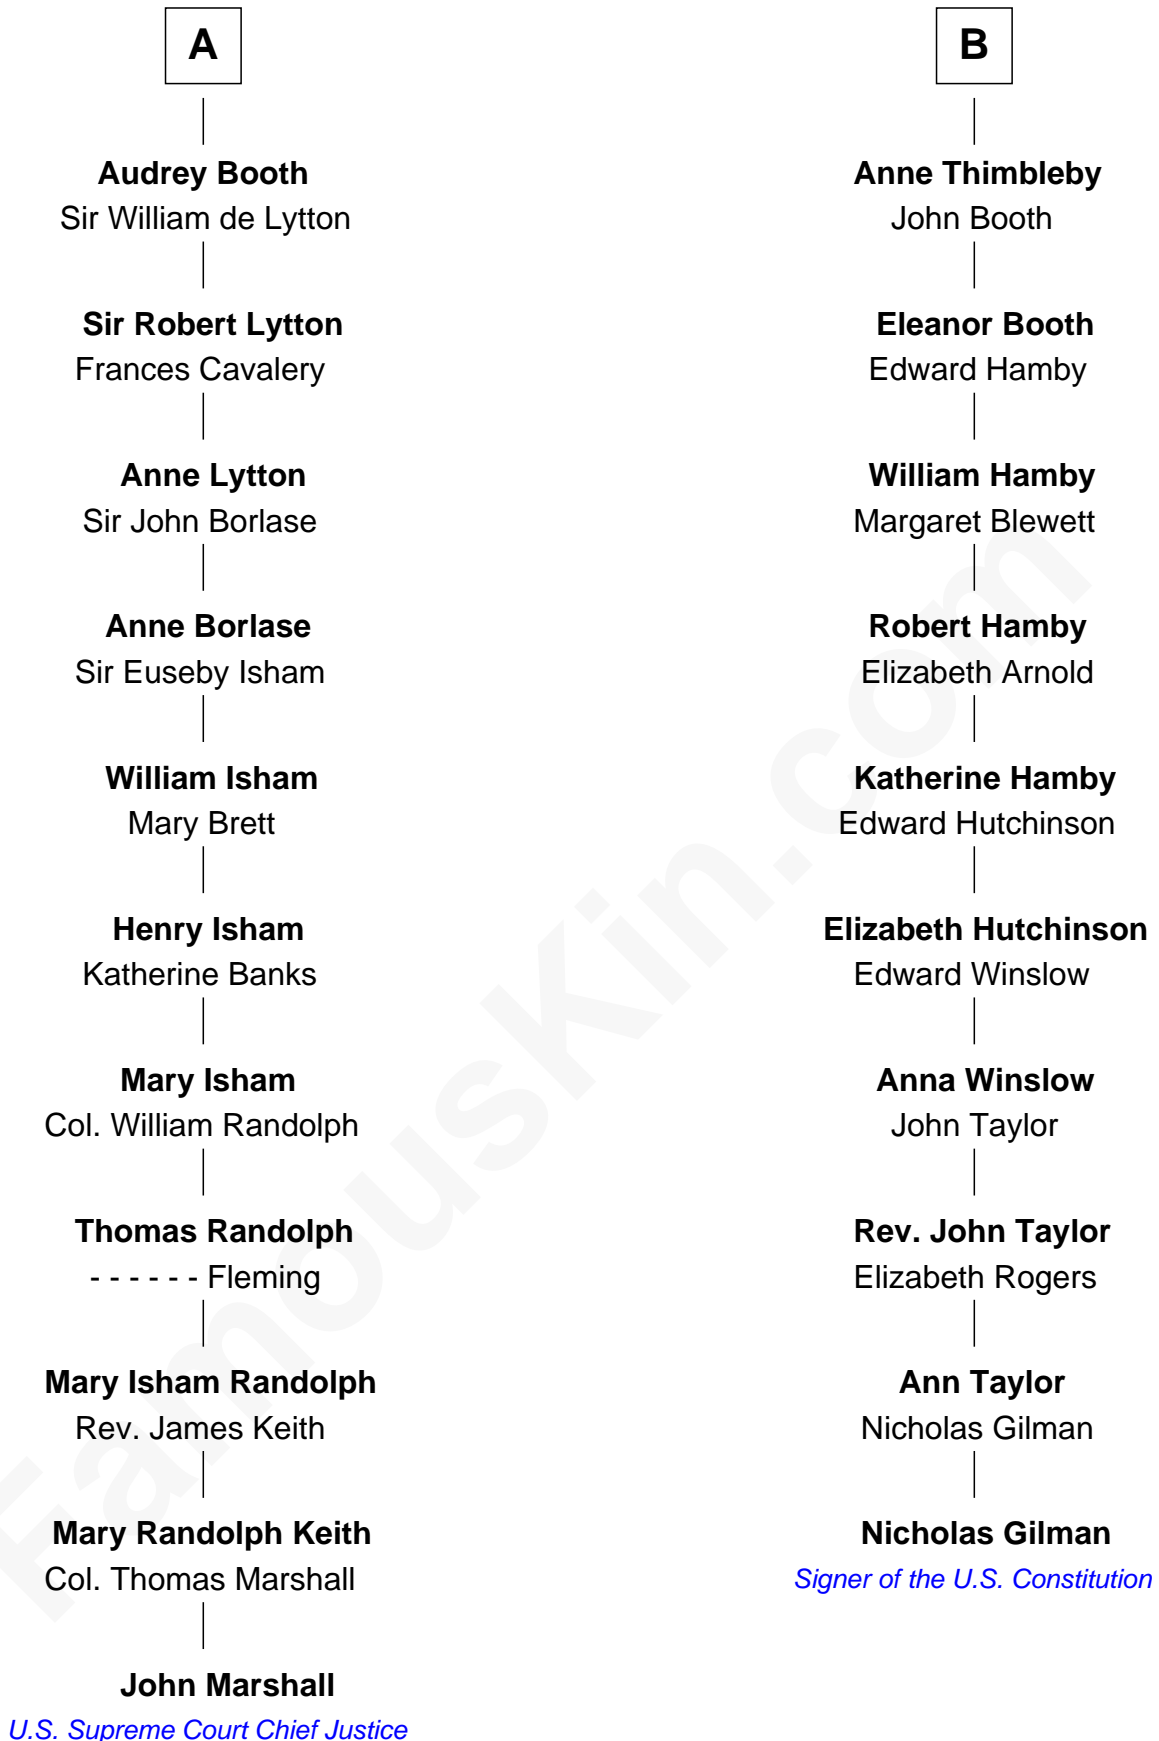 A
Audrey Booth
Sir William de Lytton
Sir Robert Lytton
Frances Cavalery
Anne Lytton
Sir John Borlase
Anne Borlase
Sir Euseby Isham
William Isham
Mary Brett
Henry Isham
Katherine Banks
Mary Isham
Col. William Randolph
Thomas Randolph
- - - - - - Fleming
Mary Isham Randolph
Rev. James Keith
Mary Randolph Keith
Col. Thomas Marshall
John Marshall
U.S. Supreme Court Chief Justice
B
Anne Thimbleby
John Booth
Eleanor Booth
Edward Hamby
William Hamby
Margaret Blewett
Robert Hamby
Elizabeth Arnold
Katherine Hamby
Edward Hutchinson
Elizabeth Hutchinson
Edward Winslow
Anna Winslow
John Taylor
Rev. John Taylor
Elizabeth Rogers
Ann Taylor
Nicholas Gilman
Nicholas Gilman
Signer of the U.S. Constitution
FamousKin.com